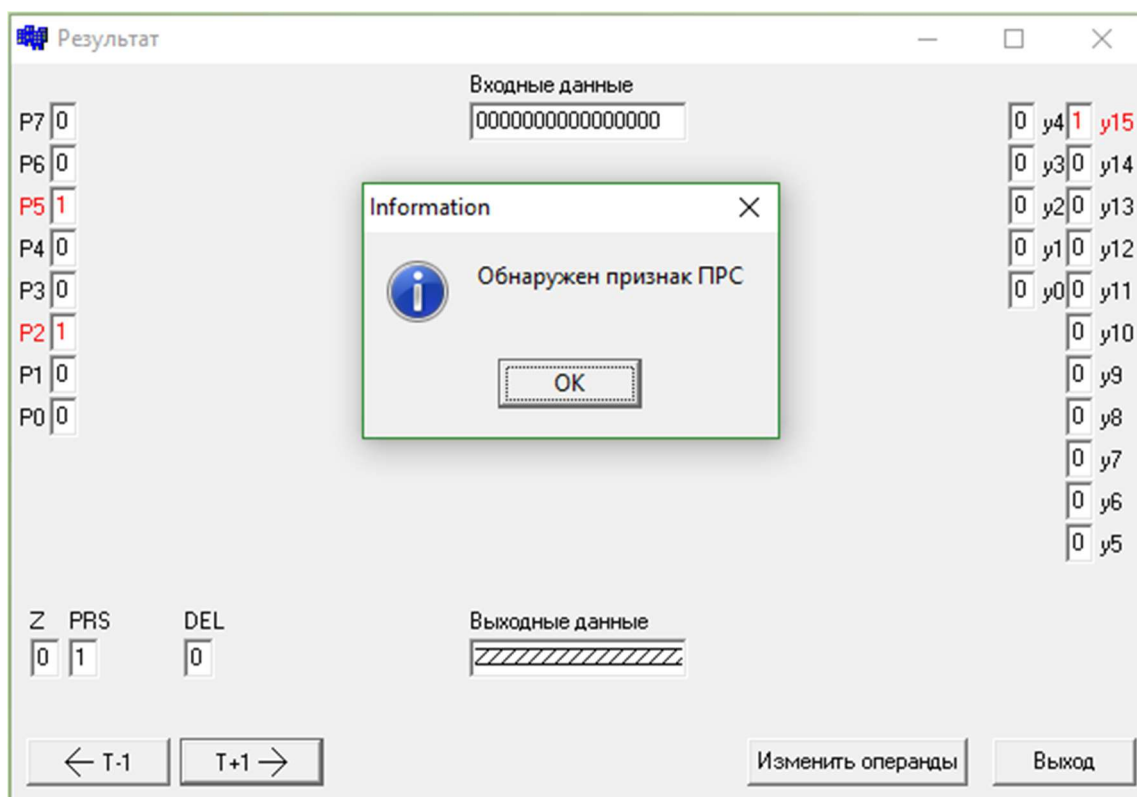 Результат
Входные данные
0000000000000000
P7 0
P6 0
P5 1
P4 0
P3 0
P2 1
P1 0
P0 0
Information
Обнаружен признак ПРС
OK
0 y4 1 y15
0 y3 0 y14
0 y2 0 y13
0 y1 0 y12
0 y0 0 y11
0 y10
0 y9
0 y8
0 y7
0 y6
0 y5
Z PRS DEL
0 1 0
Выходные данные
ZZZZZZZZZZZZZZZZ
← T-1
T+1 →
Изменить операнды
Выход